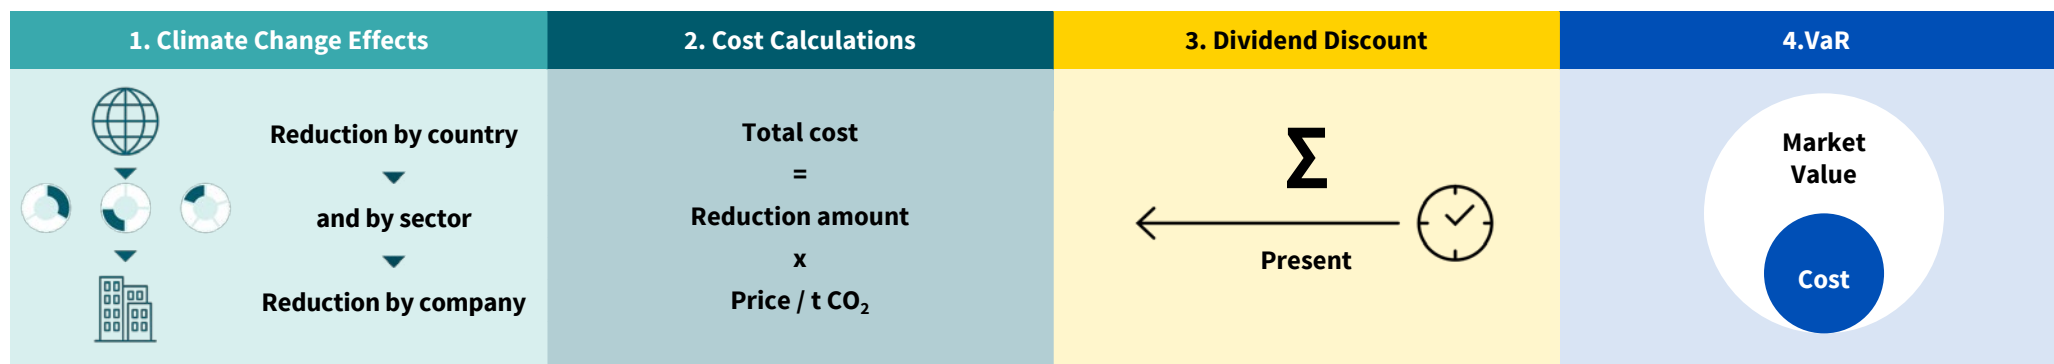 1. Climate Change Effects
Reduction by country
and by sector
Reduction by company
2. Cost Calculations
Total cost
=
Reduction amount
x
Price / t CO₂
3. Dividend Discount
Σ
Present
4.VaR
Market
Value
Cost